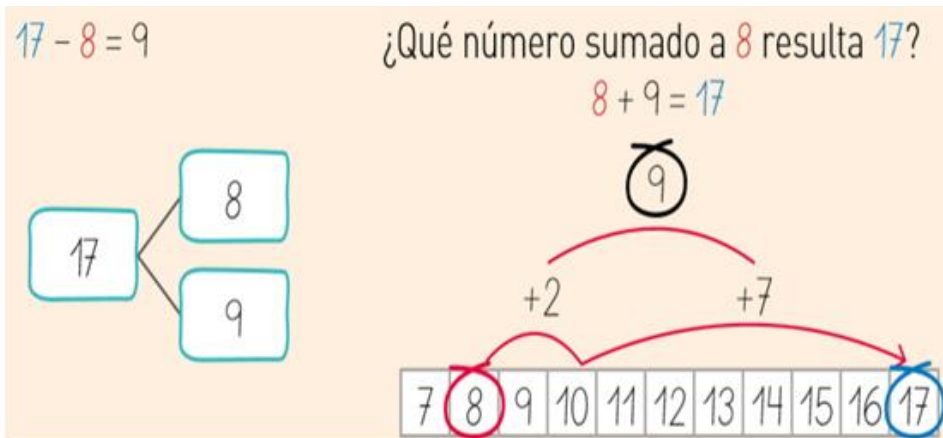 17 - 8 = 9
¿Qué número sumado a 8 resulta 17?
8 + 9 = 17
9
17
8
9
+2 +7
7 8 9 10 11 12 13 14 15 16 17